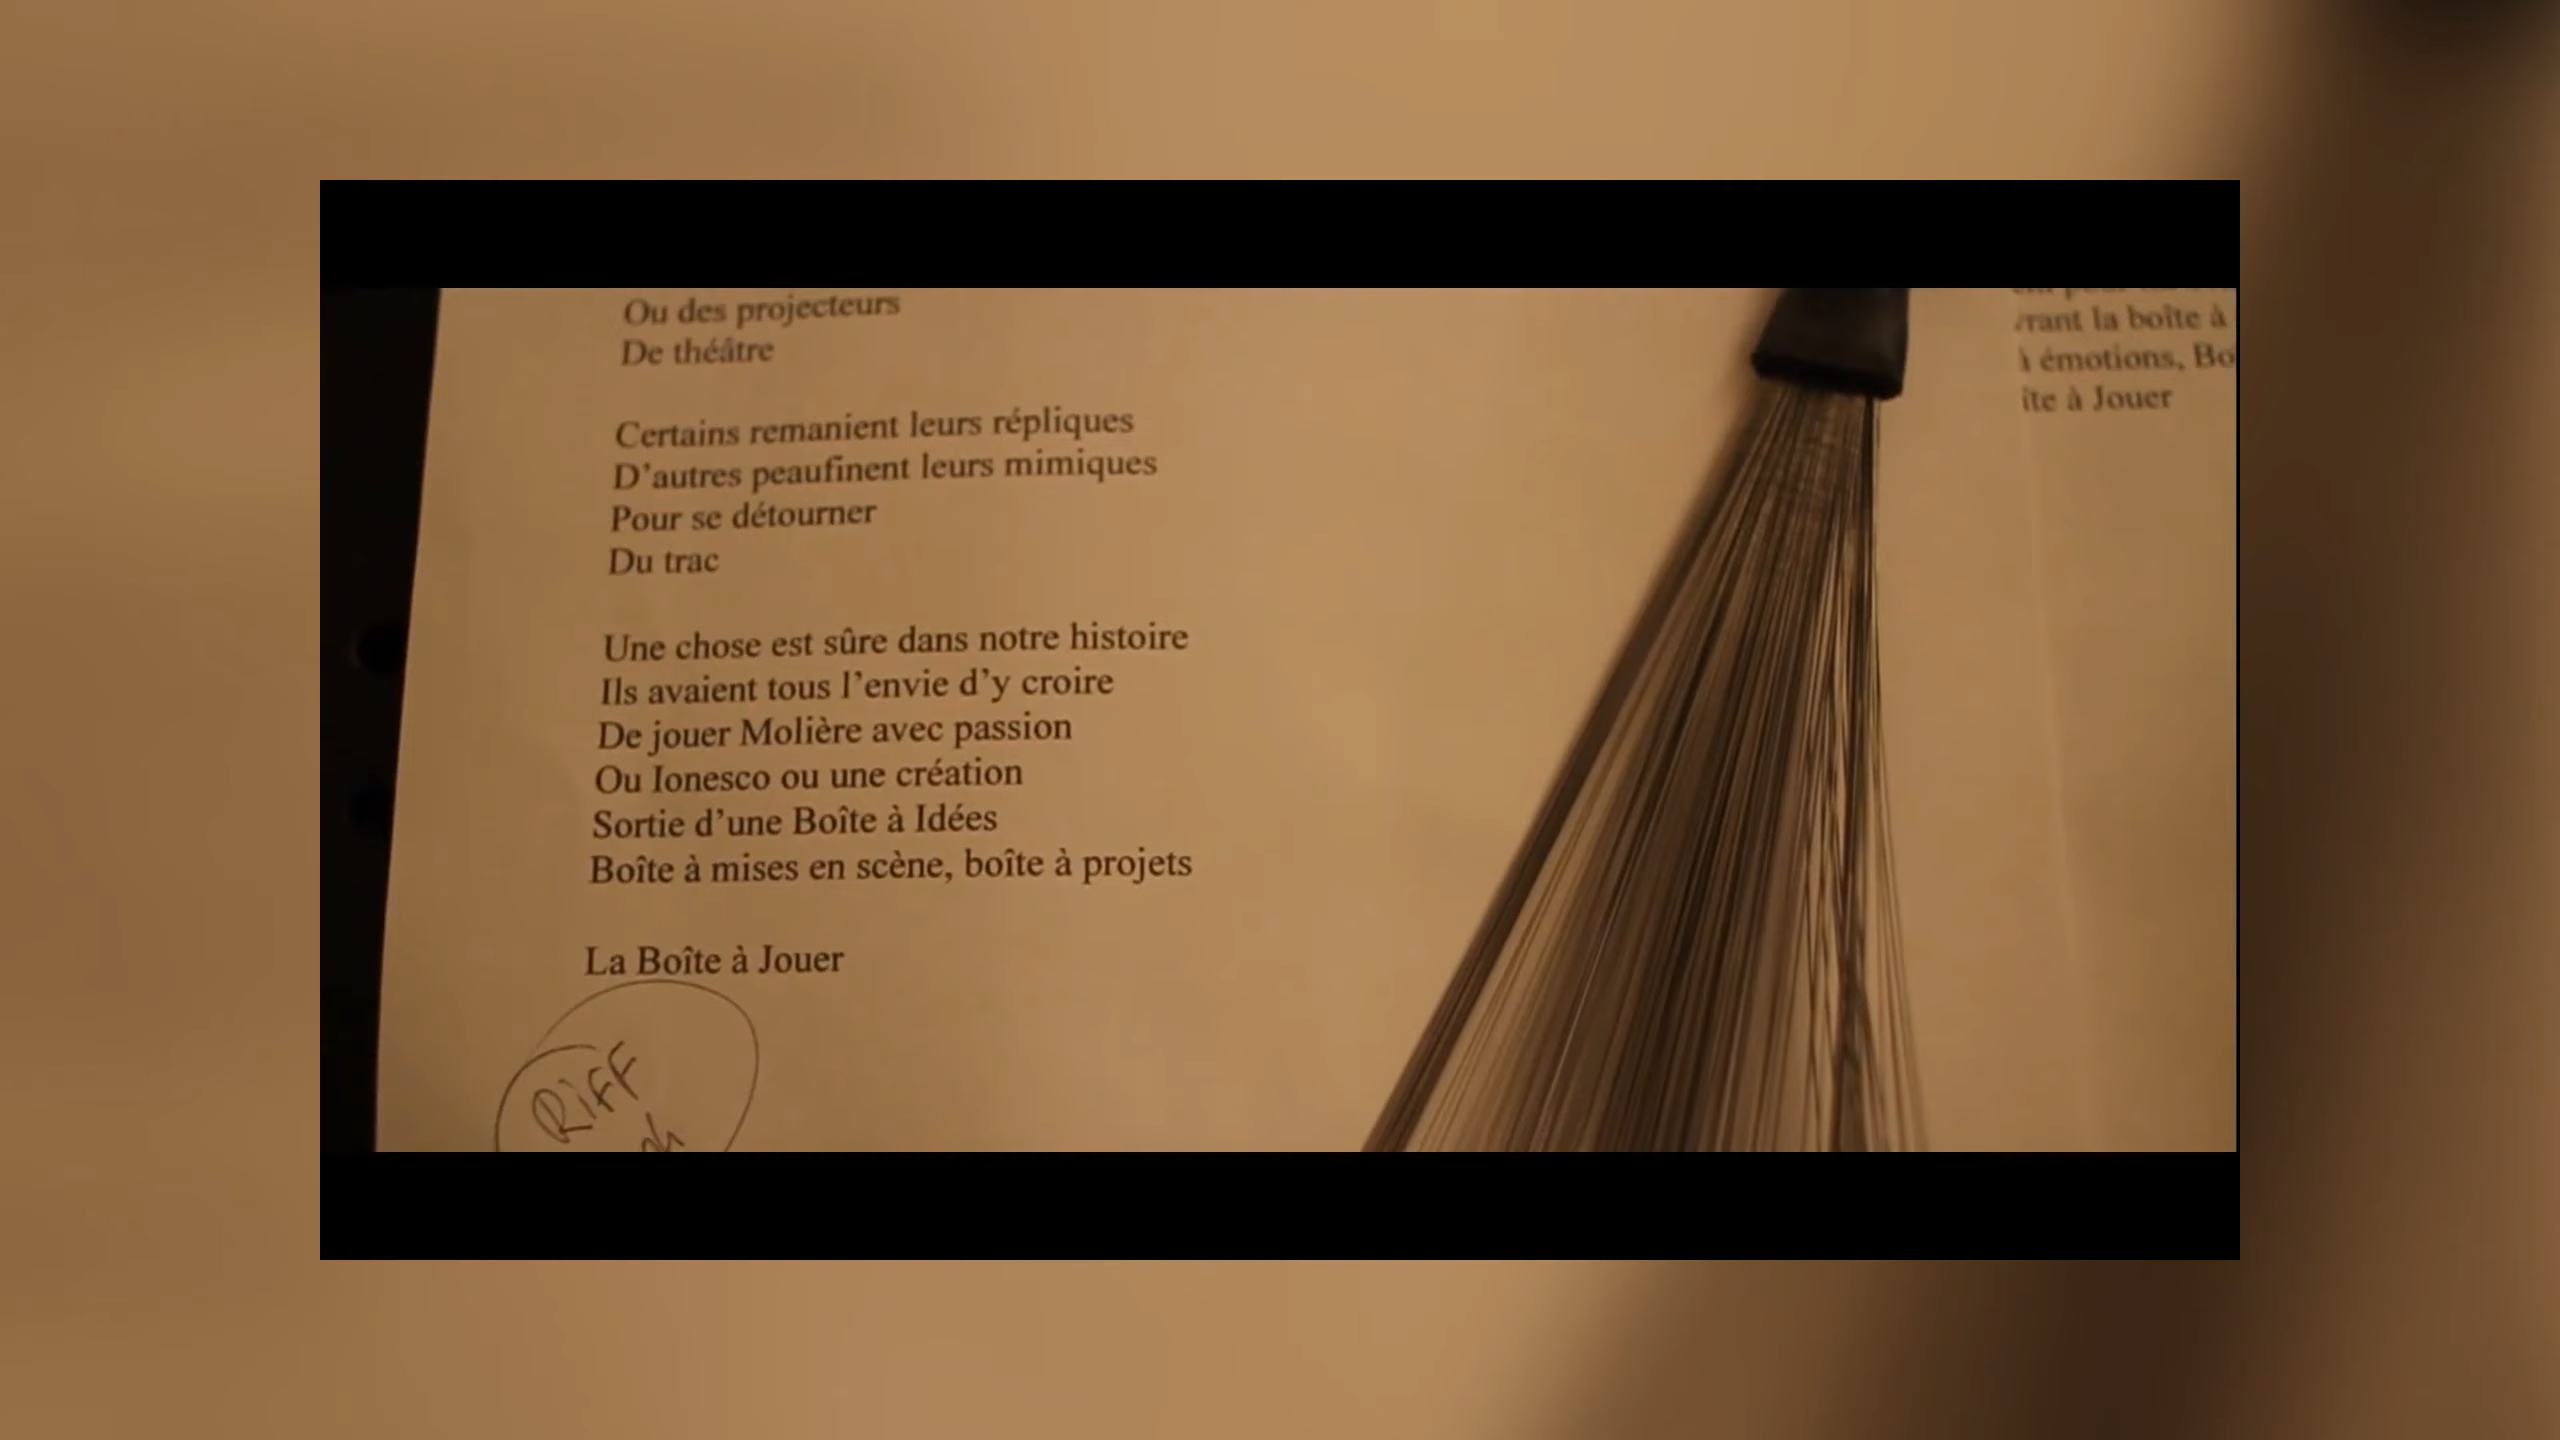 Ou des projecteurs
De théâtre
Certains remanient leurs répliques
D'autres peaufinent leurs mimiques
Pour se détourner
Du trac
Une chose est sûre dans notre histoire
Ils avaient tous l'envie d'y croire
De jouer Molière avec passion
Ou Ionesco ou une création
Sortie d'une Boîte à Idées
Boîte à mises en scène, boîte à projets
La Boîte à Jouer
RIFF
la boîte à
à émotions,
à Jouer